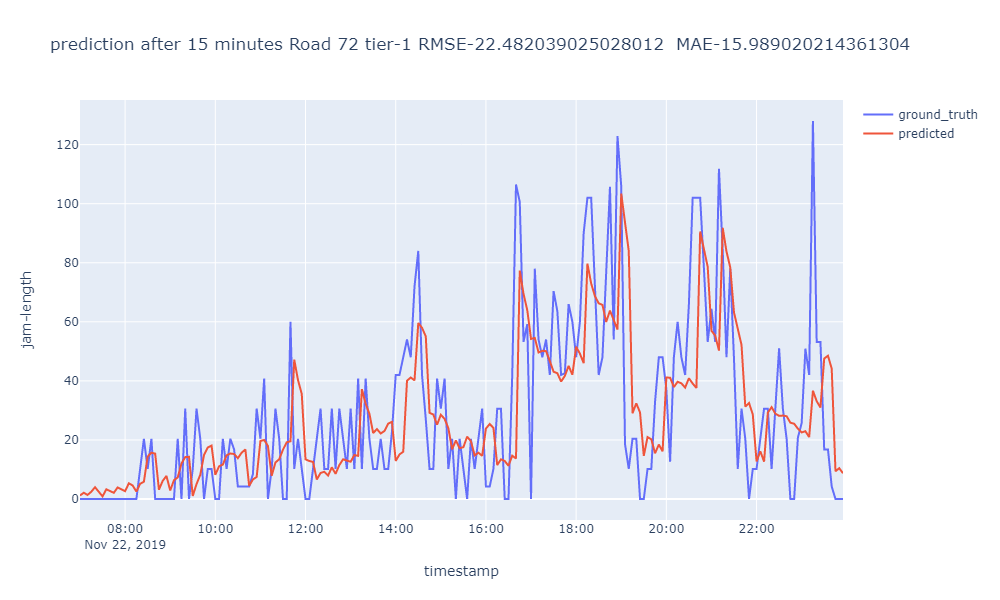 prediction after 15 minutes Road 72 tier-1 RMSE-22.482039025028012  MAE-15.989020214361304
ground_truth
predicted
120
100
80
60
40
20
0
jam-length
08:00 10:00 12:00 14:00 16:00 18:00 20:00 22:00
Nov 22, 2019
timestamp